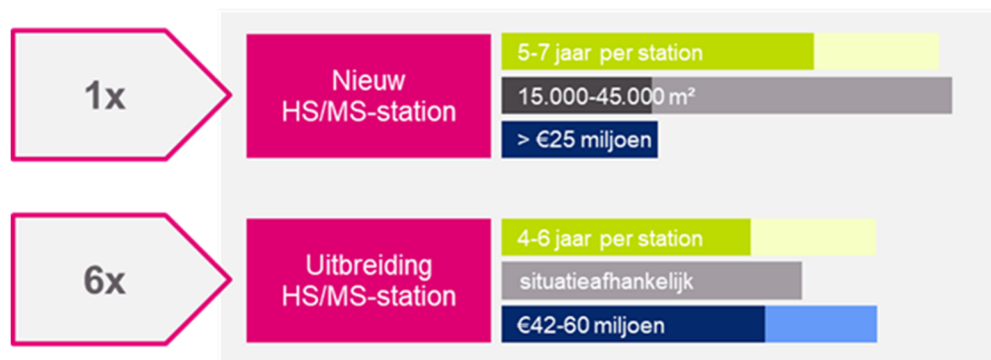 1x
Nieuw
HS/MS-station
5-7 jaar per station
15.000-45.000 m²
> €25 miljoen
6x
Uitbreiding
HS/MS-station
4-6 jaar per station
situatieafhankelijk
€42-60 miljoen